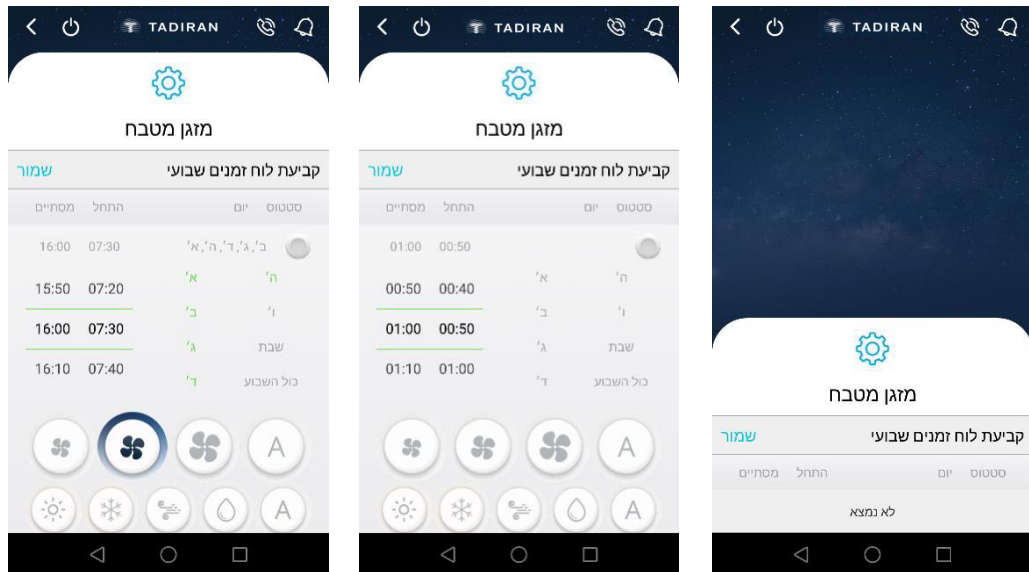 TADIRAN
מזגן מטבח
קביעת לוח זמנים שבועי שמור
סטטוס יום התחל מסתיים
ב', ג', ד', ה', א' 07:30 16:00
ה' א'
07:20 15:50
ו' ב'
07:30 16:00
שבת ג'
07:40 16:10
כול השבוע ד'
A
A
TADIRAN
מזגן מטבח
קביעת לוח זמנים שבועי שמור
סטטוס יום התחל מסתיים
00:50 01:00
ה' א'
00:40 00:50
ו' ב'
00:50 01:00
שבת ג'
01:00 01:10
כול השבוע ד'
A
A
TADIRAN
מזגן מטבח
קביעת לוח זמנים שבועי שמור
סטטוס יום התחל מסתיים
לא נמצא